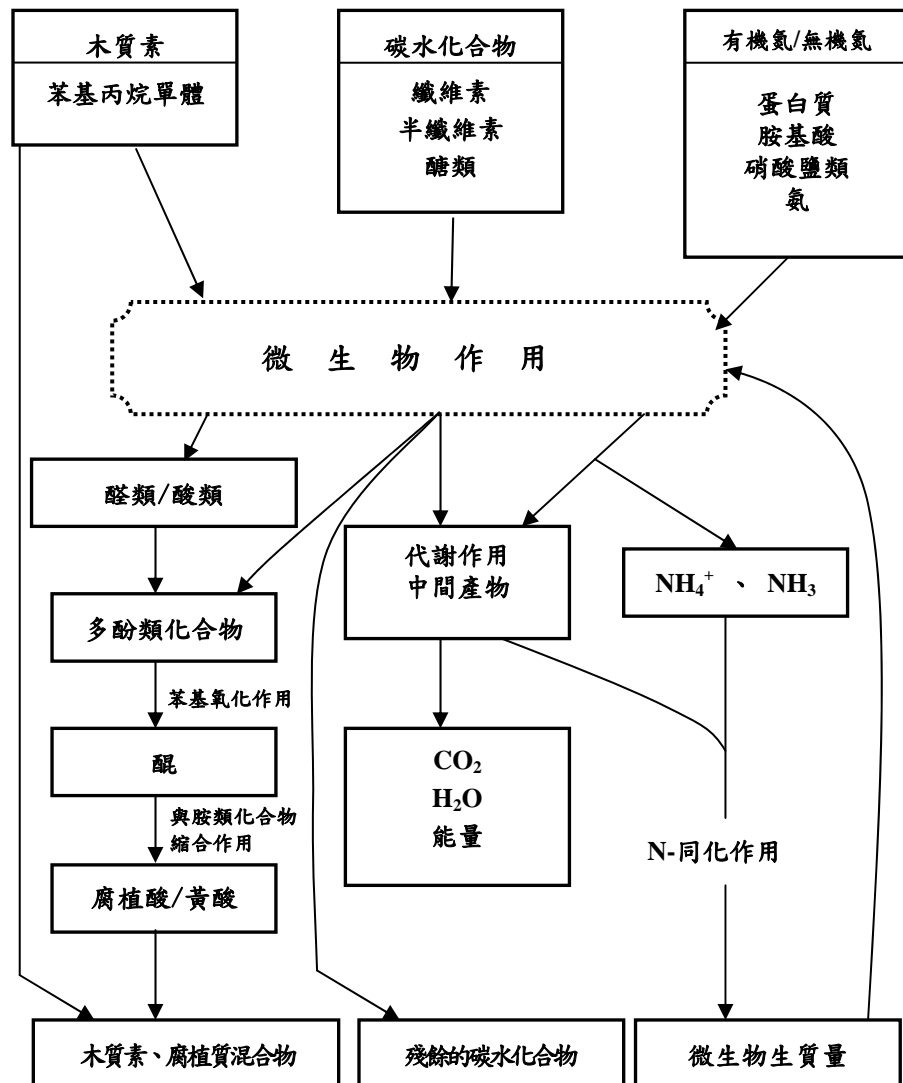 木質素
苯基丙烷單體
碳水化合物
纖維素
半纖維素
醣類
有機氮/無機氮
蛋白質
胺基酸
硝酸鹽類
氨
微 生 物 作 用
醛類/酸類
代謝作用
中間產物
NH₄⁺ 、 NH₃
多酚類化合物
苯基氧化作用
醌
CO₂
H₂O
能量
與胺類化合物
縮合作用
N-同化作用
腐植酸/黃酸
木質素、腐植質混合物
殘餘的碳水化合物
微生物生質量